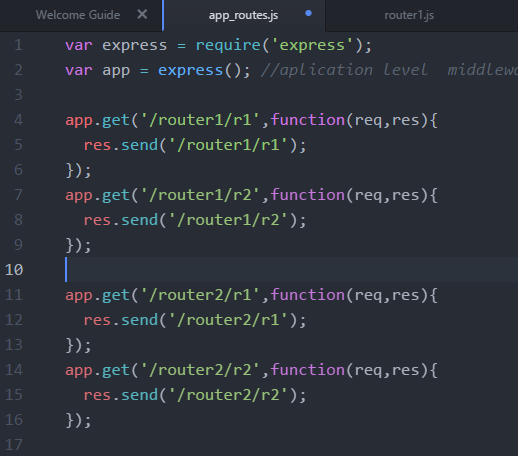 Welcome Guide
app_routes.js
router1.js
1 var express = require('express');
2 var app = express(); //aplication level  
3
4 app.get('/router1/r1',function(req,res){
5   res.send('/router1/r1');
6 });
7 app.get('/router1/r2',function(req,res){
8   res.send('/router1/r2');
9 });
10
11 app.get('/router2/r1',function(req,res){
12   res.send('/router2/r1');
13 });
14 app.get('/router2/r2',function(req,res){
15   res.send('/router2/r2');
16 });
17